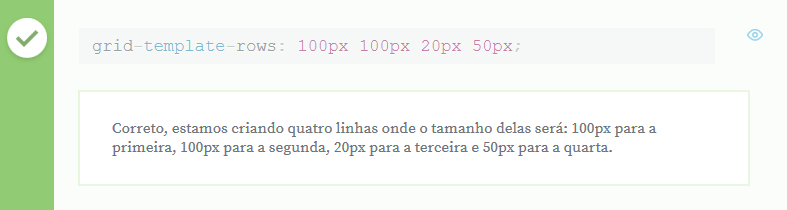 grid-template-rows: 100px 100px 20px 50px;
Correto, estamos criando quatro linhas onde o tamanho delas será: 100px para a
primeira, 100px para a segunda, 20px para a terceira e 50px para a quarta.